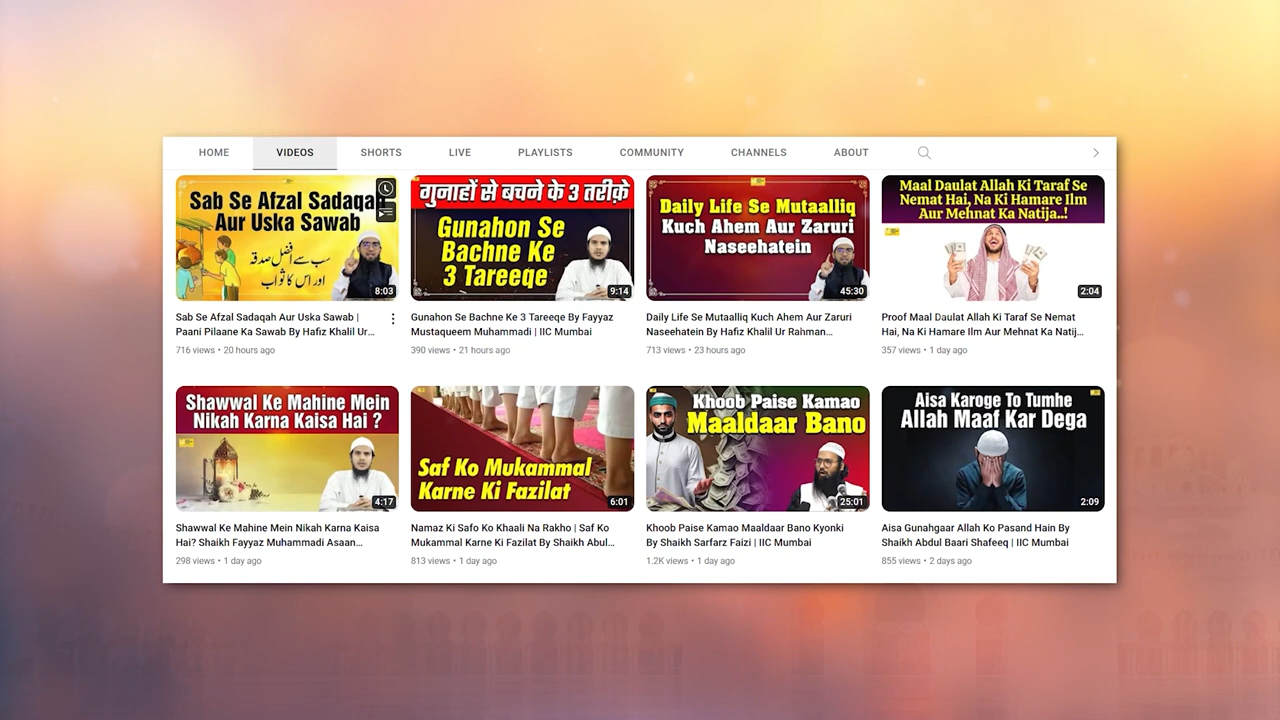 HOME
VIDEOS
SHORTS
LIVE
PLAYLISTS
COMMUNITY
CHANNELS
ABOUT
Sab Se Afzal Sadaqah
Aur Uska Sawab
سب سے افضل صدقہ
اور اس کا ثواب
8:03
गुनाहों से बचने के 3 तरीक़े
Gunahon Se
Bachne Ke
3 Tareeqe
9:14
Daily Life Se Mutaalliq
Kuch Ahem Aur Zaruri
Naseehatein
45:30
Maal Daulat Allah Ki Taraf Se
Nemat Hai, Na Ki Hamare Ilm
Aur Mehnat Ka Natija..!
2:04
Sab Se Afzal Sadaqah Aur Uska Sawab |
Paani Pilaane Ka Sawab By Hafiz Khalil Ur...
716 views • 20 hours ago
Gunahon Se Bachne Ke 3 Tareeqe By Fayyaz
Mustaqueem Muhammadi | IIC Mumbai
390 views • 21 hours ago
Daily Life Se Mutaalliq Kuch Ahem Aur Zaruri
Naseehatein By Hafiz Khalil Ur Rahman...
713 views • 23 hours ago
Proof Maal Daulat Allah Ki Taraf Se Nemat
Hai, Na Ki Hamare Ilm Aur Mehnat Ka Natij...
357 views • 1 day ago
Shawwal Ke Mahine Mein
Nikah Karna Kaisa Hai ?
4:17
Saf Ko Mukammal
Karne Ki Fazilat
6:01
Khoob Paise Kamao
Maaldaar Bano
25:01
Aisa Karoge To Tumhe
Allah Maaf Kar Dega
2:09
Shawwal Ke Mahine Mein Nikah Karna Kaisa
Hai? Shaikh Fayyaz Muhammadi Asaan...
298 views • 1 day ago
Namaz Ki Safo Ko Khaali Na Rakho | Saf Ko
Mukammal Karne Ki Fazilat By Shaikh Abul...
813 views • 1 day ago
Khoob Paise Kamao Maaldaar Bano Kyonki
By Shaikh Sarfarz Faizi | IIC Mumbai
1.2K views • 1 day ago
Aisa Gunahgaar Allah Ko Pasand Hain By
Shaikh Abdul Baari Shafeeq | IIC Mumbai
855 views • 2 days ago